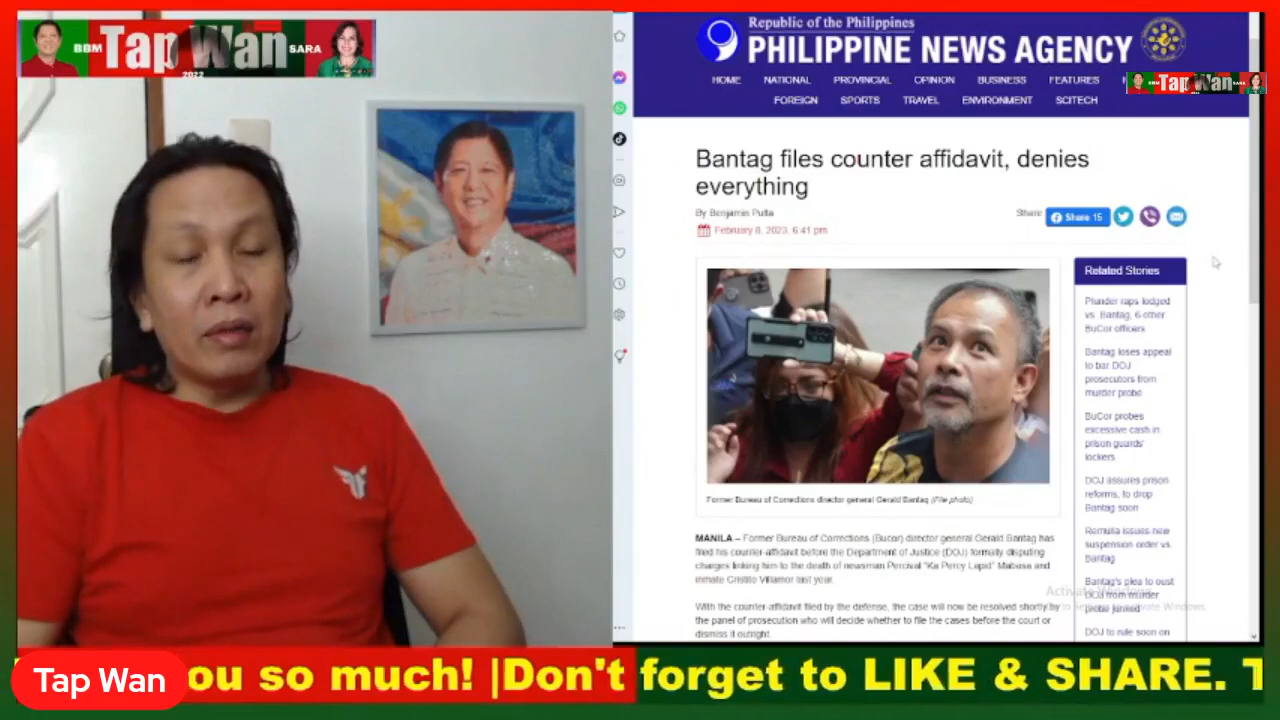 BBM Tap Wan SARA
2022
Republic of the Philippines
PHILIPPINE NEWS AGENCY
HOME NATIONAL PROVINCIAL OPINION BUSINESS FEATURES
FOREIGN SPORTS TRAVEL ENVIRONMENT SCITECH
BBM Tap Wan SARA
Bantag files counter affidavit, denies
everything
By Benjamin Pulta
Share
Share 15
February 8, 2023, 6:41 pm
Related Stories
Plunder raps lodged
vs. Bantag, 6 other
BuCor officers
Bantag loses appeal
to bar DOJ
prosecutors from
murder probe
BuCor probes
excessive cash in
prison guards'
lockers
DOJ assures prison
reforms, to drop
Bantag soon
Remulla issues new
suspension order vs.
Bantag
Bantag's plea to oust
DOJ from murder
probe junked
DOJ to rule soon on
Former Bureau of Corrections director general Gerald Bantag (File photo)
MANILA – Former Bureau of Corrections (Bucor) director general Gerald Bantag has
filed his counter-affidavit before the Department of Justice (DOJ) formally disputing
charges linking him to the death of newsman Percival "Ka Percy Lapid" Mabasa and
inmate Cristito Villamor last year.
With the counter-affidavit filed by the defense, the case will now be resolved shortly by
the panel of prosecution who will decide whether to file the cases before the court or
dismiss it outright.
Activate Windows
Tap Wan
ou so much! |Don't forget to LIKE & SHARE. T